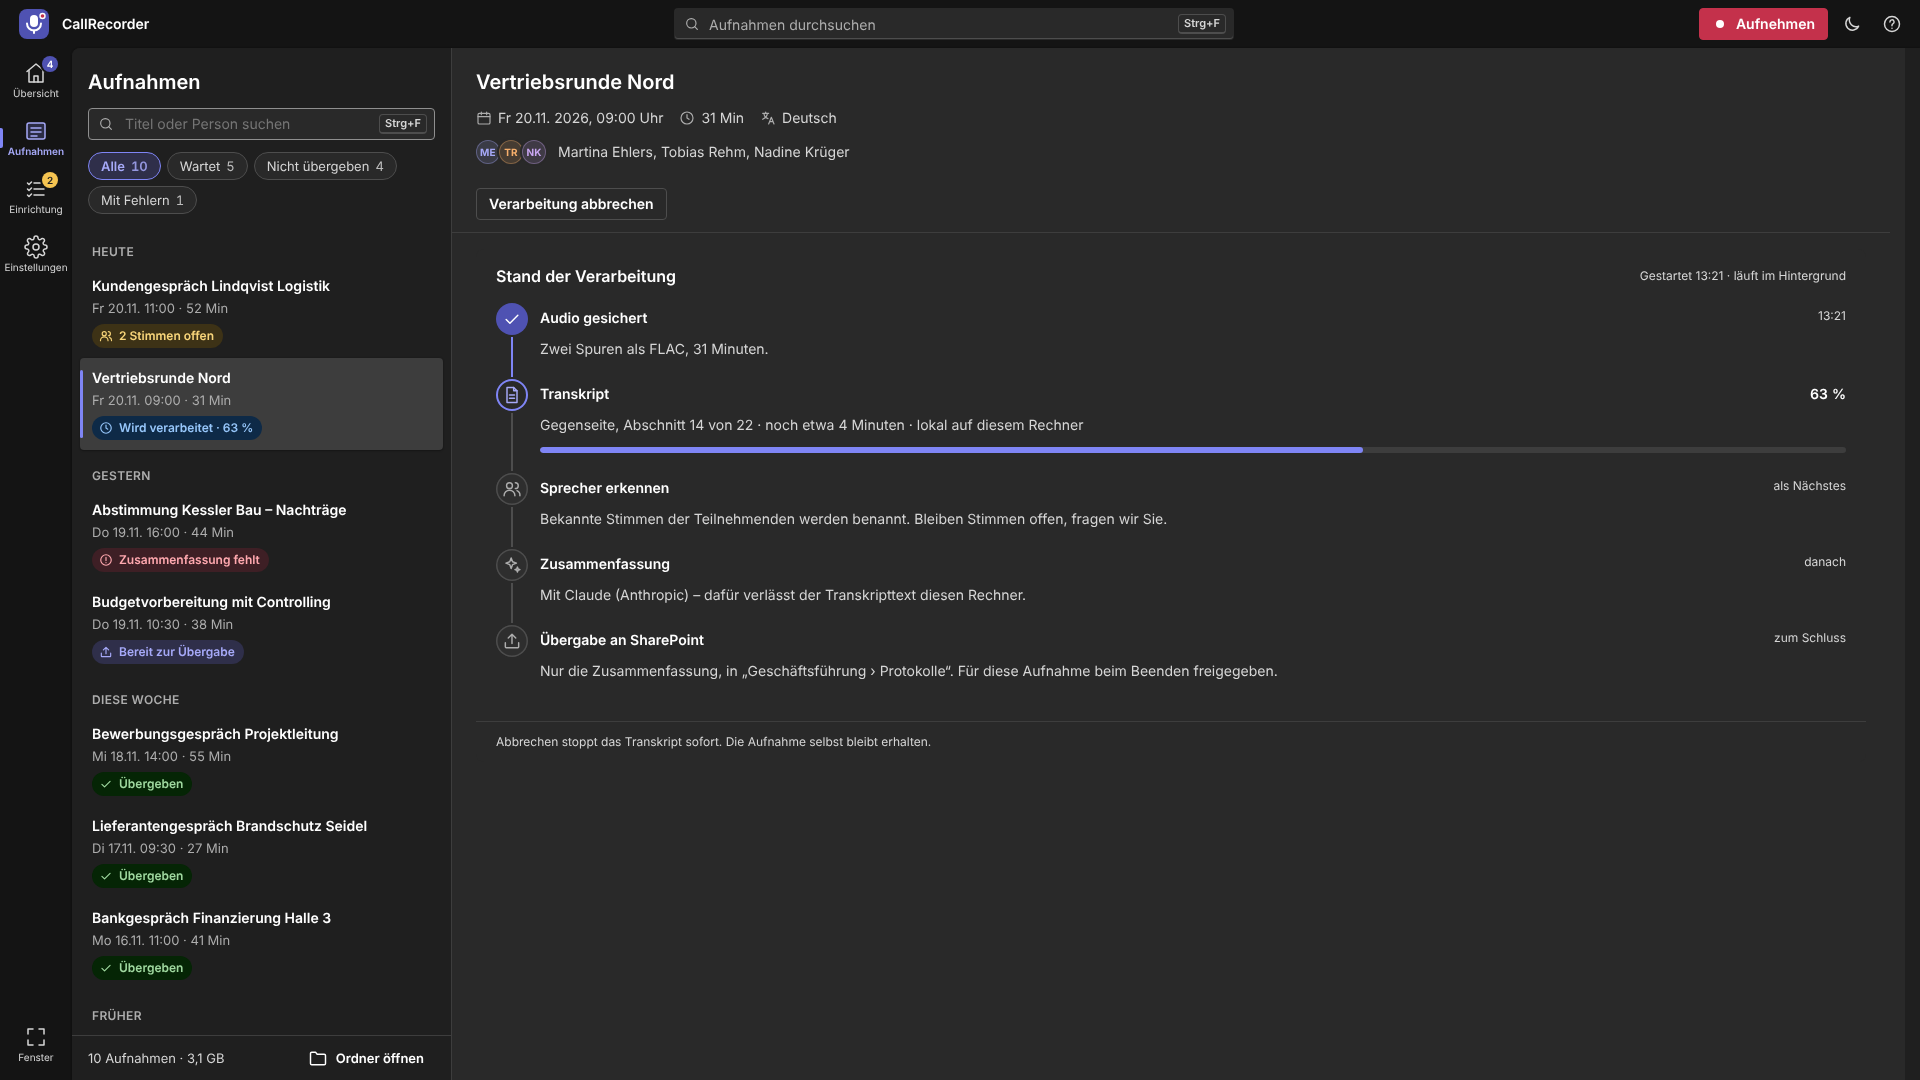 CallRecorder
Aufnahmen durchsuchen
Strg+F
Aufnehmen
4
Übersicht
Aufnahmen
2
Einrichtung
Einstellungen
Fenster
Aufnahmen
Titel oder Person suchen
Strg+F
Alle 10
Wartet 5
Nicht übergeben 4
Mit Fehlern 1
HEUTE
Kundengespräch Lindqvist Logistik
Fr 20.11. 11:00 · 52 Min
2 Stimmen offen
Vertriebsrunde Nord
Fr 20.11. 09:00 · 31 Min
Wird verarbeitet · 63 %
GESTERN
Abstimmung Kessler Bau – Nachträge
Do 19.11. 16:00 · 44 Min
Zusammenfassung fehlt
Budgetvorbereitung mit Controlling
Do 19.11. 10:30 · 38 Min
Bereit zur Übergabe
DIESE WOCHE
Bewerbungsgespräch Projektleitung
Mi 18.11. 14:00 · 55 Min
Übergeben
Lieferantengespräch Brandschutz Seidel
Di 17.11. 09:30 · 27 Min
Übergeben
Bankgespräch Finanzierung Halle 3
Mo 16.11. 11:00 · 41 Min
Übergeben
FRÜHER
10 Aufnahmen · 3,1 GB
Ordner öffnen
Vertriebsrunde Nord
Fr 20.11. 2026, 09:00 Uhr
31 Min
Deutsch
ME TR NK
Martina Ehlers, Tobias Rehm, Nadine Krüger
Verarbeitung abbrechen
Stand der Verarbeitung
Gestartet 13:21 · läuft im Hintergrund
Audio gesichert
13:21
Zwei Spuren als FLAC, 31 Minuten.
Transkript
63 %
Gegenseite, Abschnitt 14 von 22 · noch etwa 4 Minuten · lokal auf diesem Rechner
Sprecher erkennen
als Nächstes
Bekannte Stimmen der Teilnehmenden werden benannt. Bleiben Stimmen offen, fragen wir Sie.
Zusammenfassung
danach
Mit Claude (Anthropic) – dafür verlässt der Transkripttext diesen Rechner.
Übergabe an SharePoint
zum Schluss
Nur die Zusammenfassung, in „Geschäftsführung › Protokolle“. Für diese Aufnahme beim Beenden freigegeben.
Abbrechen stoppt das Transkript sofort. Die Aufnahme selbst bleibt erhalten.